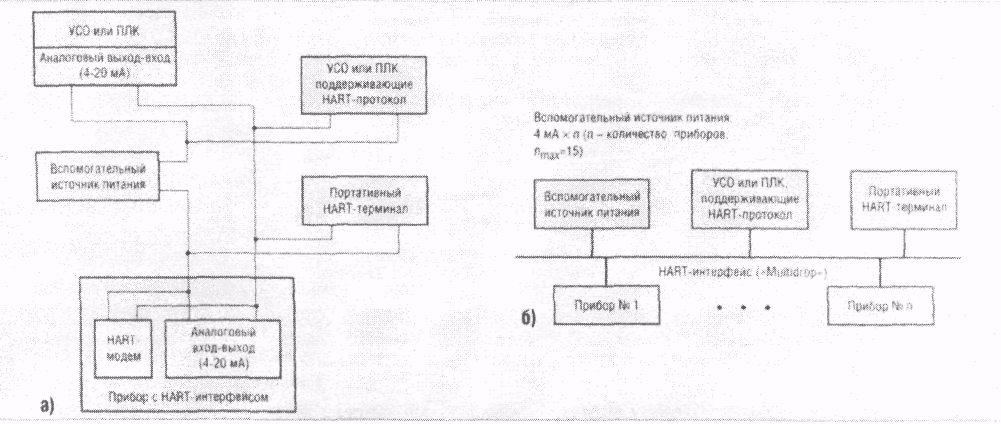 а)
УСО или ПЛК
Аналоговый выход-вход
(4-20 мА)
УСО или ПЛК,
поддерживающие
HART-протокол
Вспомогательный
источник питания
Портативный
HART-терминал
HART-
модем
Аналоговый
вход-выход
(4-20 мА)
Прибор с HART-интерфейсом
б)
Вспомогательный источник питания:
4 мА × n (n – количество приборов,
nmax=15)
Вспомогательный
источник питания
УСО или ПЛК,
поддерживающие
HART-протокол
Портативный
HART-терминал
HART-интерфейс («Multidrop»)
Прибор № 1
• • •
Прибор № n